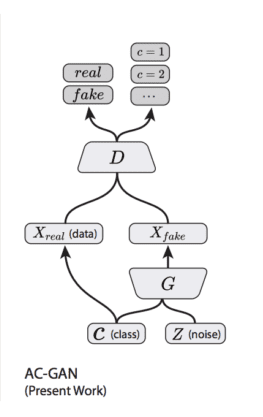 c = 1
real
c = 2
fake
...
D
X_real (data)
X_fake
G
C (class)
Z (noise)
AC-GAN
(Present Work)